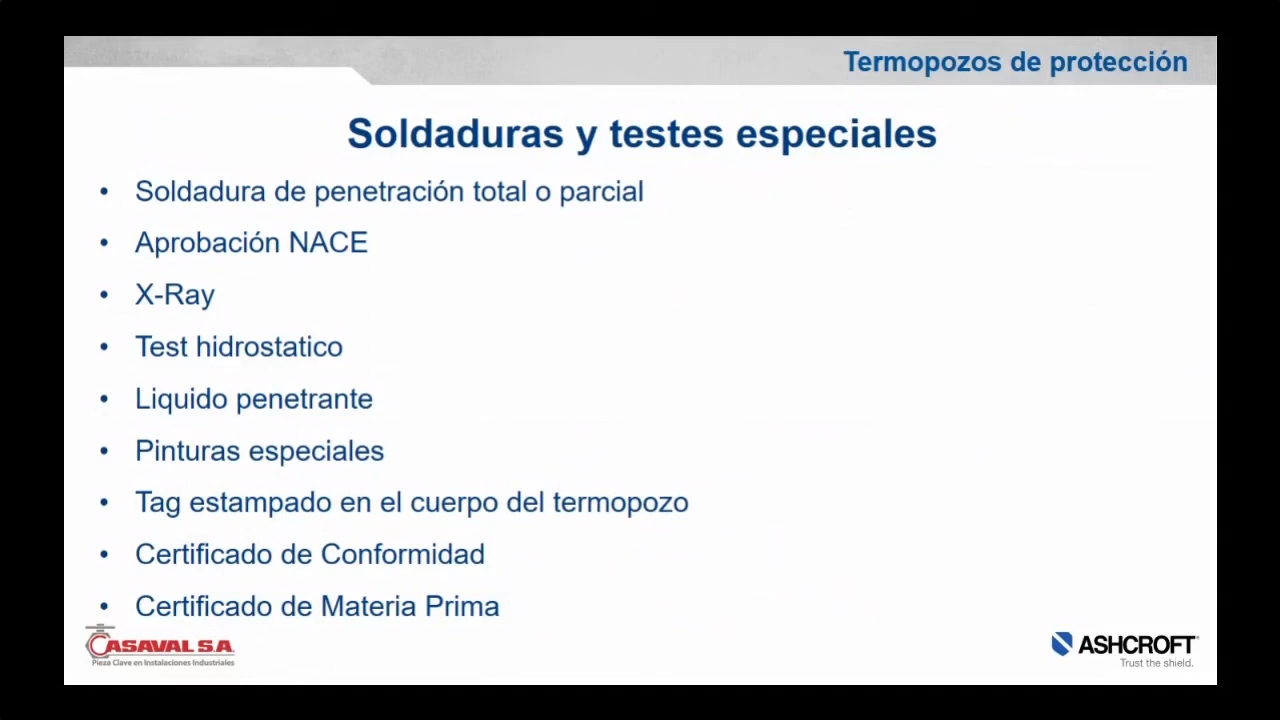 Termopozos de protección
Soldaduras y testes especiales
• Soldadura de penetración total o parcial
• Aprobación NACE
• X-Ray
• Test hidrostatico
• Liquido penetrante
• Pinturas especiales
• Tag estampado en el cuerpo del termopozo
• Certificado de Conformidad
• Certificado de Materia Prima
CASAVAL S.A.
Pieza Clave en Instalaciones Industriales
ASHCROFT®
Trust the shield.